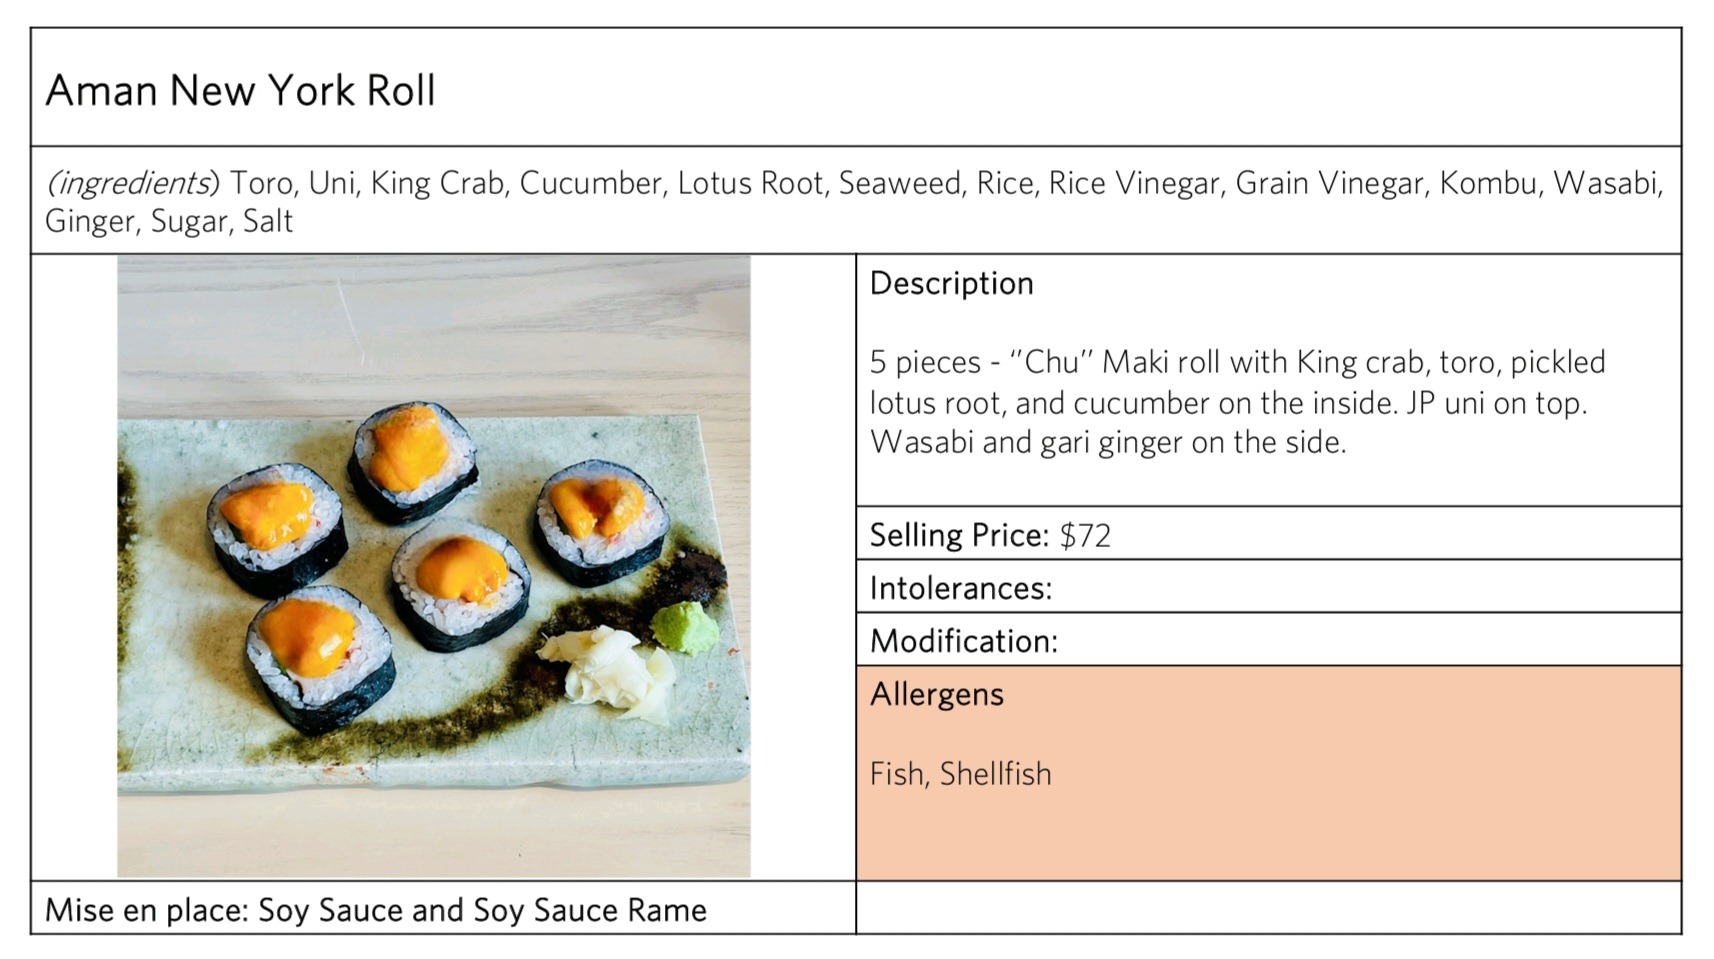 Aman New York Roll
(ingredients) Toro, Uni, King Crab, Cucumber, Lotus Root, Seaweed, Rice, Rice Vinegar, Grain Vinegar, Kombu, Wasabi,
Ginger, Sugar, Salt
Description
5 pieces - “Chu” Maki roll with King crab, toro, pickled
lotus root, and cucumber on the inside. JP uni on top.
Wasabi and gari ginger on the side.
Selling Price: $72
Intolerances:
Modification:
Allergens
Fish, Shellfish
Mise en place: Soy Sauce and Soy Sauce Rame